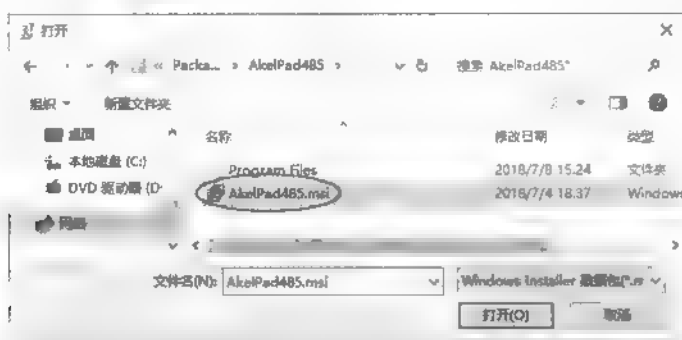 打开
« Packa... > AkelPad485 >
搜索 AkelPad485"
组织 新建文件夹
桌面
本地磁盘 (C:)
DVD 驱动器 (D:
网络
名称 修改日期 类型
Program Files 2018/7/8 15:24 文件夹
AkelPad485.msi 2018/7/4 18:37 Windows
文件名(N): AkelPad485.msi Windows Installer 数据包(*.m
打开(O) 取消